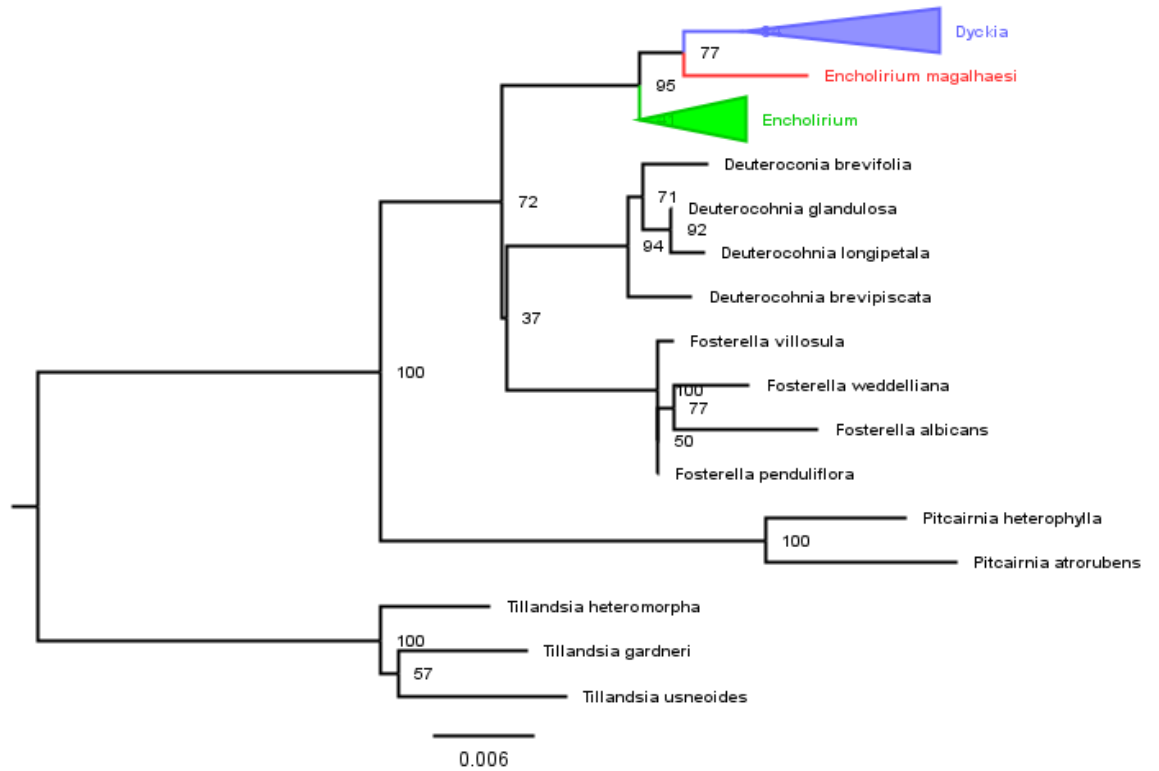 Dyckia
77
Encholirium magalhaesi
95
Encholirium
Deuteroconia brevifolia
71
Deuterocohnia glandulosa
72
92
94
Deuterocohnia longipetala
Deuterocohnia brevipiscata
37
Fosterella villosula
100
Fosterella weddelliana
100
77
Fosterella albicans
50
Fosterella penduliflora
Pitcairnia heterophylla
100
Pitcairnia atrorubens
Tillandsia heteromorpha
100
Tillandsia gardneri
57
Tillandsia usneoides
0.006